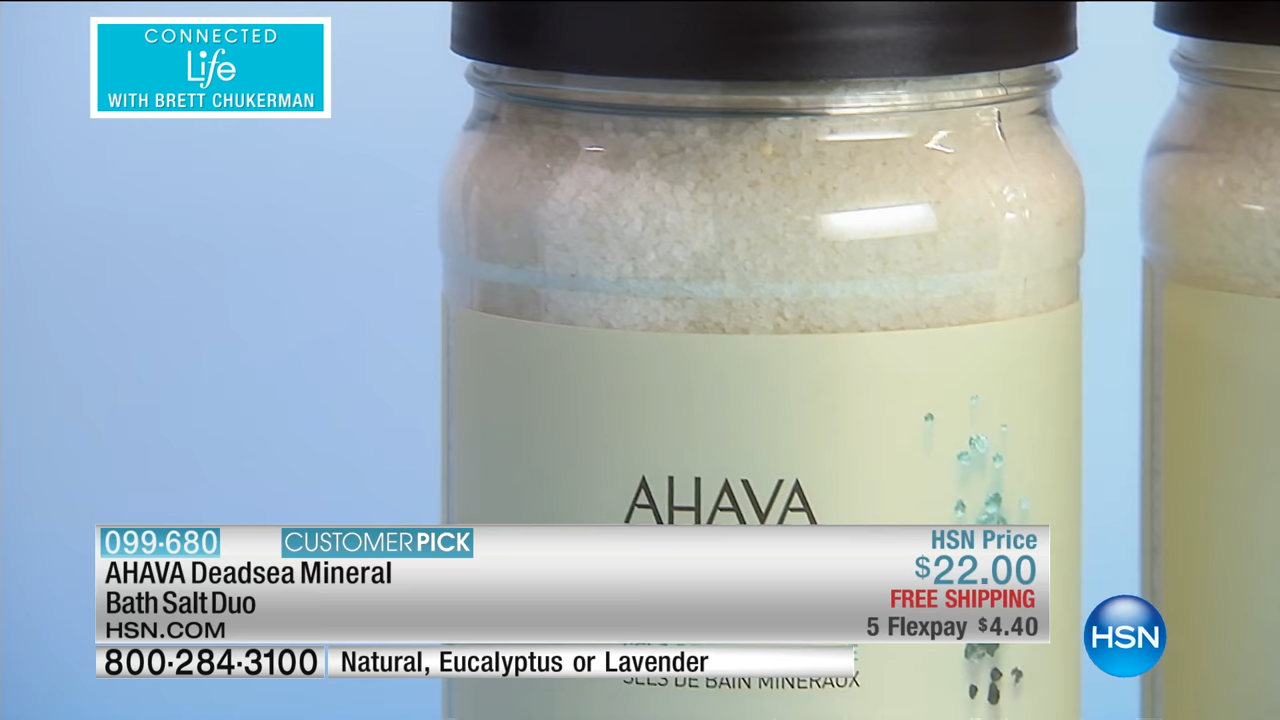 CONNECTED
Life
WITH BRETT CHUKERMAN
AHAVA
099-680
CUSTOMER PICK
AHAVA Deadsea Mineral
Bath Salt Duo
HSN.COM
HSN Price
$22.00
FREE SHIPPING
5 Flexpay $4.40
HSN
800-284-3100
Natural, Eucalyptus or Lavender
SELS DE BAIN MINERAUX